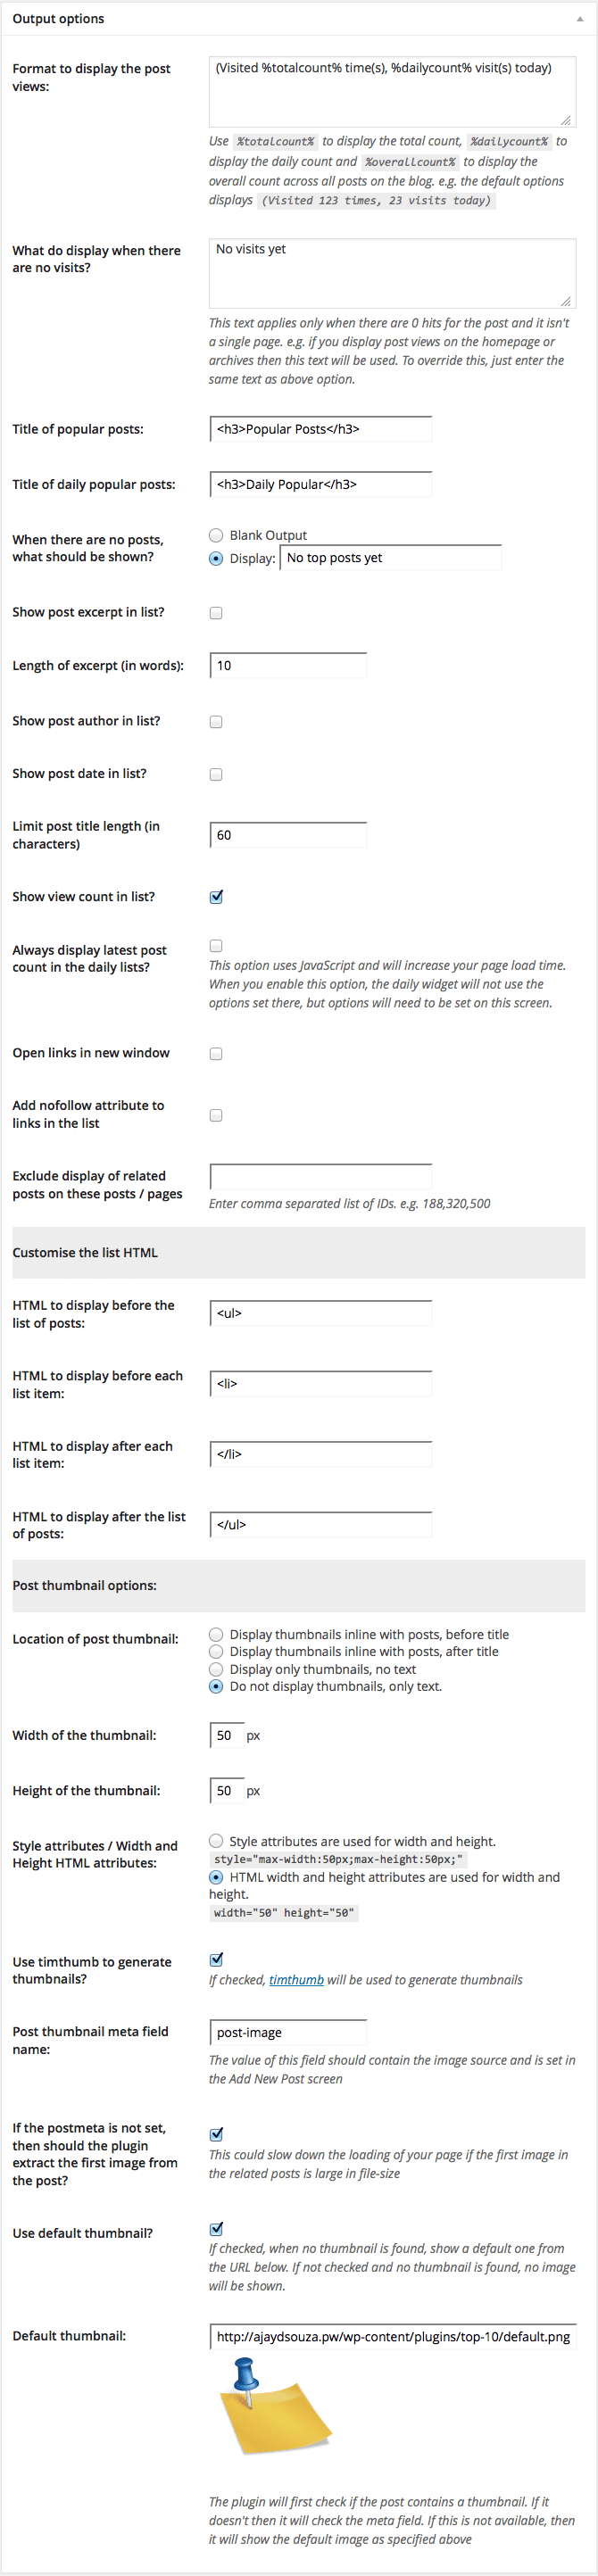 Output options
Format to display the post
views:
(Visited %totalcount% time(s), %dailycount% visit(s) today)
Use %totalcount% to display the total count, %dailycount% to
display the daily count and %overallcount% to display the
overall count across all posts on the blog. e.g. the default options
displays (Visited 123 times, 23 visits today)
What do display when there
are no visits?
No visits yet
This text applies only when there are 0 hits for the post and it isn't
a single page. e.g. if you display post views on the homepage or
archives then this text will be used. To override this, just enter the
same text as above option.
Title of popular posts:
<h3>Popular Posts</h3>
Title of daily popular posts:
<h3>Daily Popular</h3>
When there are no posts,
what should be shown?
Blank Output
Display: No top posts yet
Show post excerpt in list?
Length of excerpt (in words):
10
Show post author in list?
Show post date in list?
Limit post title length (in
characters)
60
Show view count in list?
Always display latest post
count in the daily lists?
This option uses JavaScript and will increase your page load time.
When you enable this option, the daily widget will not use the
options set there, but options will need to be set on this screen.
Open links in new window
Add nofollow attribute to
links in the list
Exclude display of related
posts on these posts / pages
Enter comma separated list of IDs. e.g. 188,320,500
Customise the list HTML
HTML to display before the
list of posts:
<ul>
HTML to display before each
list item:
<li>
HTML to display after each
list item:
</li>
HTML to display after the list
of posts:
</ul>
Post thumbnail options:
Location of post thumbnail:
Display thumbnails inline with posts, before title
Display thumbnails inline with posts, after title
Display only thumbnails, no text
Do not display thumbnails, only text.
Width of the thumbnail:
50 px
Height of the thumbnail:
50 px
Style attributes / Width and
Height HTML attributes:
Style attributes are used for width and height.
style="max-width:50px;max-height:50px;"
HTML width and height attributes are used for width and
height.
width="50" height="50"
Use timthumb to generate
thumbnails?
If checked, timthumb will be used to generate thumbnails
Post thumbnail meta field
name:
post-image
The value of this field should contain the image source and is set in
the Add New Post screen
If the postmeta is not set,
then should the plugin
extract the first image from
the post?
This could slow down the loading of your page if the first image in
the related posts is large in file-size
Use default thumbnail?
If checked, when no thumbnail is found, show a default one from
the URL below. If not checked and no thumbnail is found, no image
will be shown.
Default thumbnail:
http://ajaydsouza.pw/wp-content/plugins/top-10/default.png
The plugin will first check if the post contains a thumbnail. If it
doesn't then it will check the meta field. If this is not available, then
it will show the default image as specified above